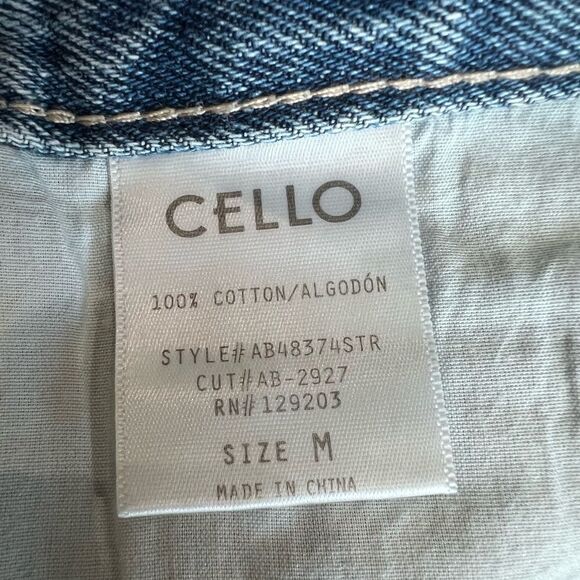 CELLO
100% COTTON/ALGODÓN
STYLE# AB48374STR
CUT# AB-2927
RN# 129203
SIZE M
MADE IN CHINA